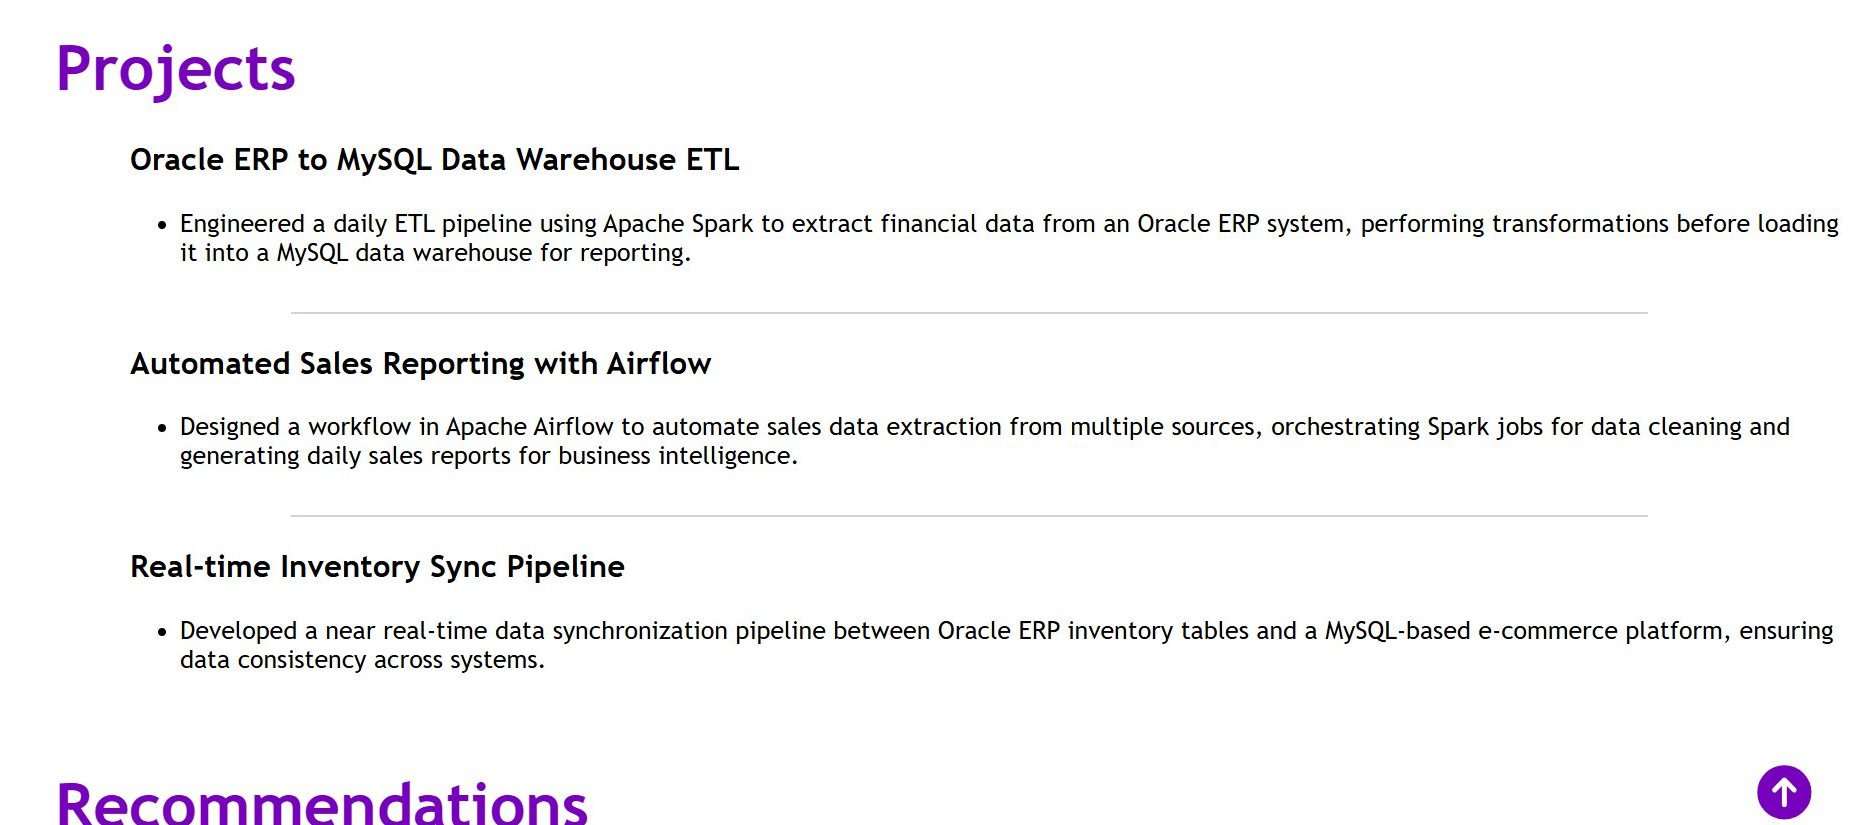 Projects
Oracle ERP to MySQL Data Warehouse ETL
• Engineered a daily ETL pipeline using Apache Spark to extract financial data from an Oracle ERP system, performing transformations before loading
it into a MySQL data warehouse for reporting.
Automated Sales Reporting with Airflow
• Designed a workflow in Apache Airflow to automate sales data extraction from multiple sources, orchestrating Spark jobs for data cleaning and
generating daily sales reports for business intelligence.
Real-time Inventory Sync Pipeline
• Developed a near real-time data synchronization pipeline between Oracle ERP inventory tables and a MySQL-based e-commerce platform, ensuring
data consistency across systems.
Recommendations